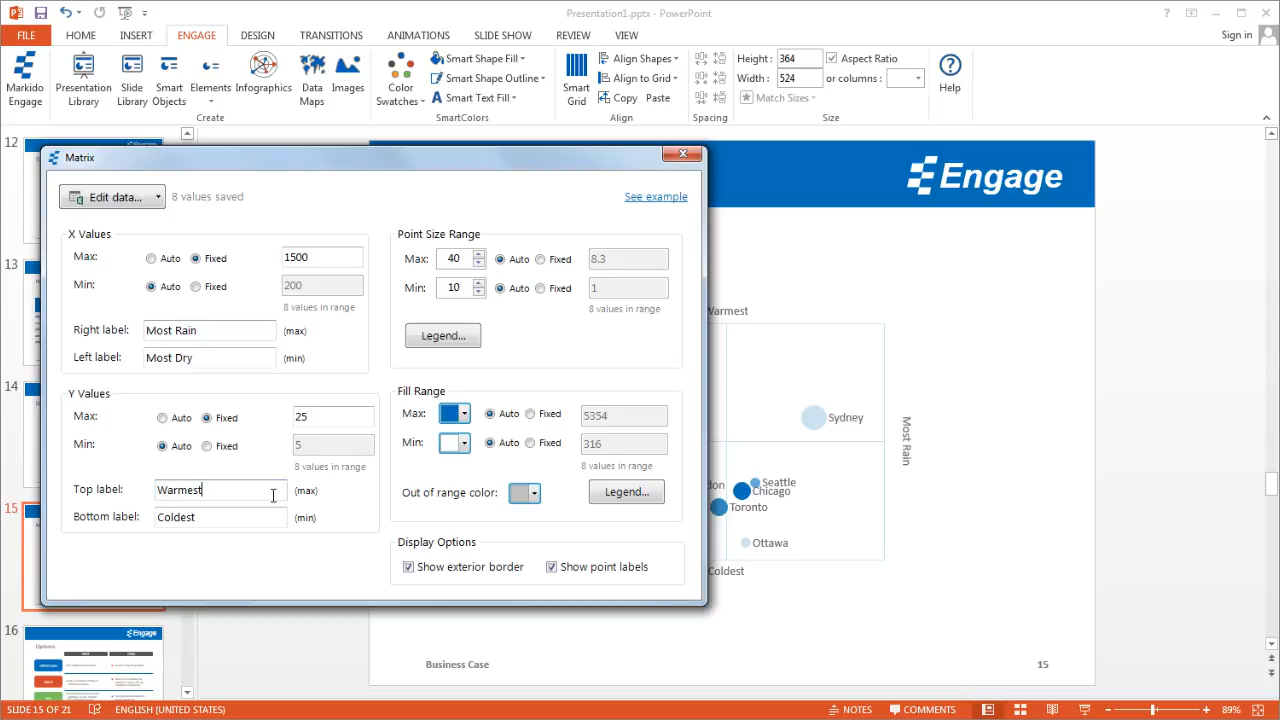 Presentation1.pptx - PowerPoint
Sign in
FILE HOME INSERT ENGAGE DESIGN TRANSITIONS ANIMATIONS SLIDE SHOW REVIEW VIEW
Markido Engage
Presentation Library
Slide Library
Smart Objects
Elements
Infographics
Data Maps
Images
Create
Color Swatches
Smart Shape Fill
Smart Shape Outline
Smart Text Fill
SmartColors
Smart Grid
Align Shapes
Align to Grid
Copy Paste
Align
Spacing
Height: 364
Width: 524
Aspect Ratio
or columns:
Match Sizes
Size
Help
12
13
14
15
16
Engage
Options
Matrix
Edit data...
8 values saved
See example
X Values
Max: Auto Fixed 1500
Min: Auto Fixed 200
8 values in range
Right label: Most Rain (max)
Left label: Most Dry (min)
Y Values
Max: Auto Fixed 25
Min: Auto Fixed 5
8 values in range
Top label: Warmest (max)
Bottom label: Coldest (min)
Point Size Range
Max: 40 Auto Fixed 8.3
Min: 10 Auto Fixed 1
8 values in range
Legend...
Fill Range
Max: Auto Fixed 5354
Min: Auto Fixed 316
8 values in range
Out of range color:
Legend...
Display Options
Show exterior border
Show point labels
Engage
Warmest
Sydney
Most Rain
don
Seattle
Chicago
Toronto
Ottawa
Coldest
Business Case
15
SLIDE 15 OF 21
ENGLISH (UNITED STATES)
NOTES
COMMENTS
89%